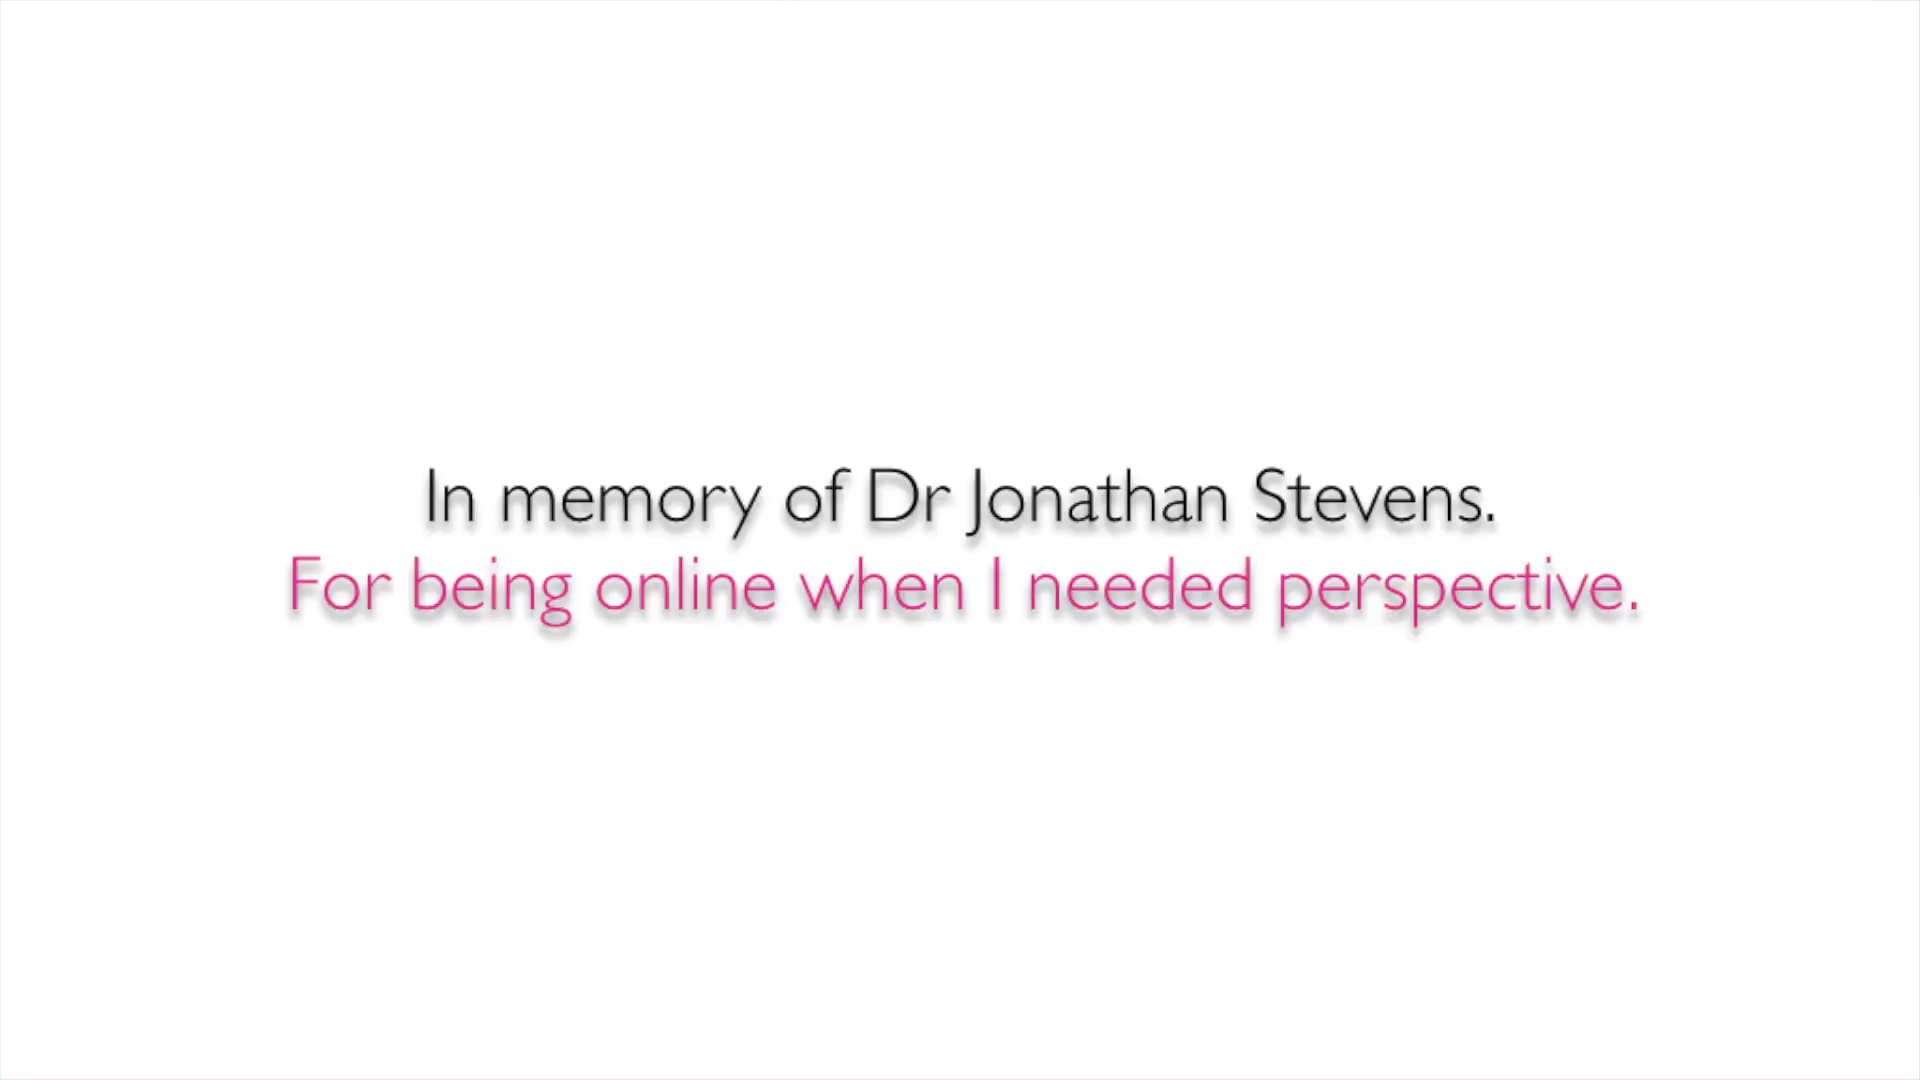 In memory of Dr Jonathan Stevens.
For being online when I needed perspective.